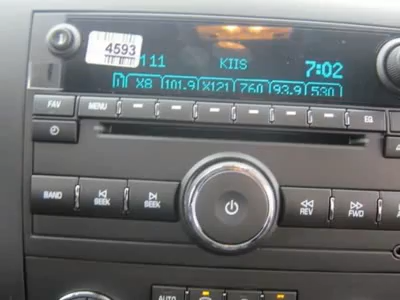 4593
111 KIIS 7:02
X8 101.9 X121 760 93.9 530
FAV MENU EQ
BAND SEEK SEEK REV FWD
AUTO